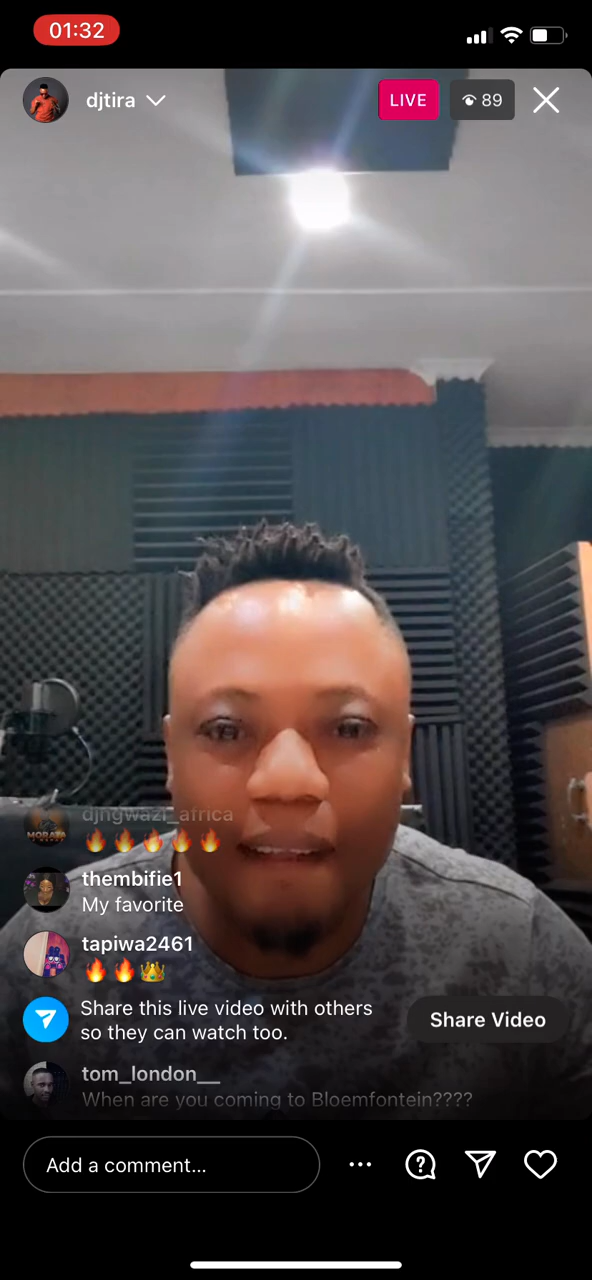 01:32
djtira
LIVE
89
djngwazi_africa
MORATA
🔥🔥🔥🔥🔥
thembifie1
My favorite
tapiwa2461
🔥🔥👑
Share this live video with others
so they can watch too.
Share Video
tom_london__
When are you coming to Bloemfontein????
Add a comment...